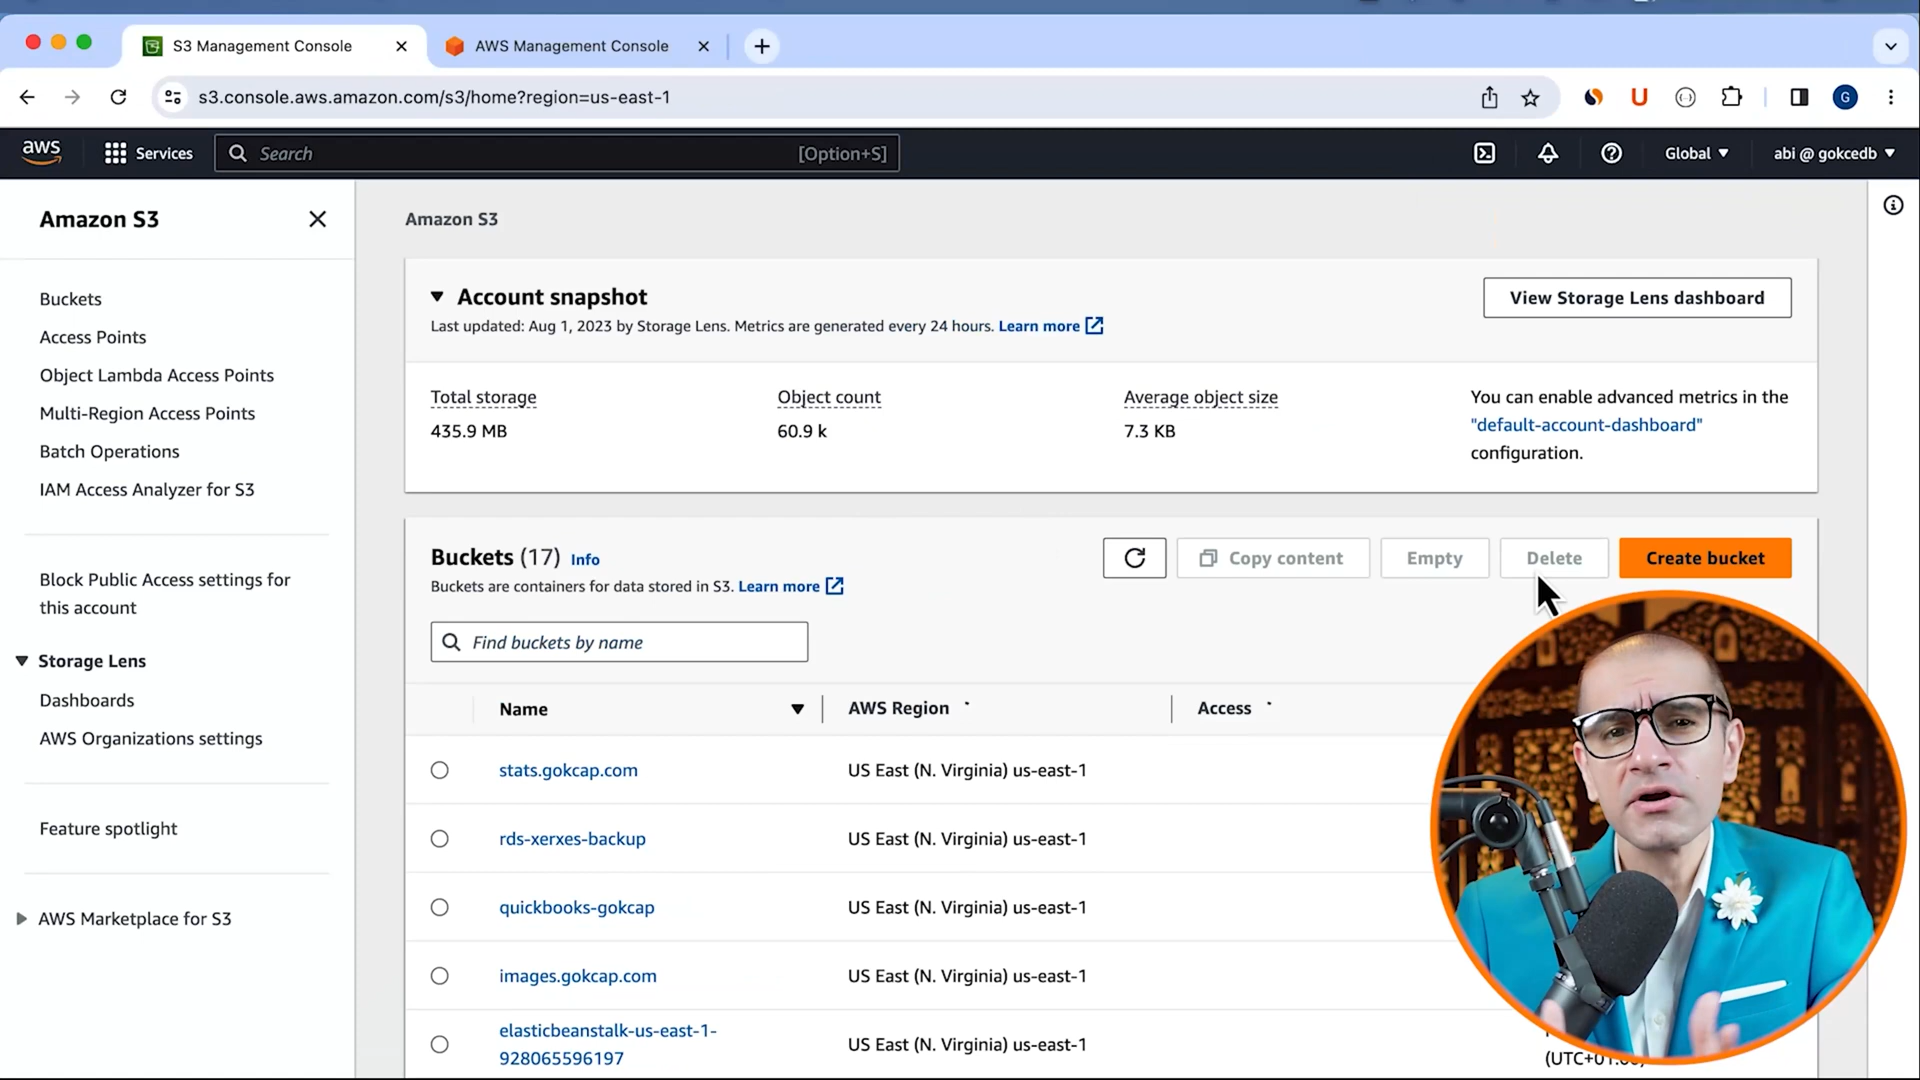 S3 Management Console
AWS Management Console
s3.console.aws.amazon.com/s3/home?region=us-east-1
G
aws
Services
Search
[Option+S]
Global
abi @ gokcedb
Amazon S3
Buckets
Access Points
Object Lambda Access Points
Multi-Region Access Points
Batch Operations
IAM Access Analyzer for S3
Block Public Access settings for
this account
Storage Lens
Dashboards
AWS Organizations settings
Feature spotlight
AWS Marketplace for S3
Amazon S3
Account snapshot
Last updated: Aug 1, 2023 by Storage Lens. Metrics are generated every 24 hours. Learn more
View Storage Lens dashboard
Total storage
435.9 MB
Object count
60.9 k
Average object size
7.3 KB
You can enable advanced metrics in the
"default-account-dashboard"
configuration.
Buckets (17) Info
Buckets are containers for data stored in S3. Learn more
Copy content
Empty
Delete
Create bucket
Find buckets by name
Name
AWS Region
Access
stats.gokcap.com
US East (N. Virginia) us-east-1
rds-xerxes-backup
US East (N. Virginia) us-east-1
quickbooks-gokcap
US East (N. Virginia) us-east-1
images.gokcap.com
US East (N. Virginia) us-east-1
elasticbeanstalk-us-east-1-
928065596197
US East (N. Virginia) us-east-1